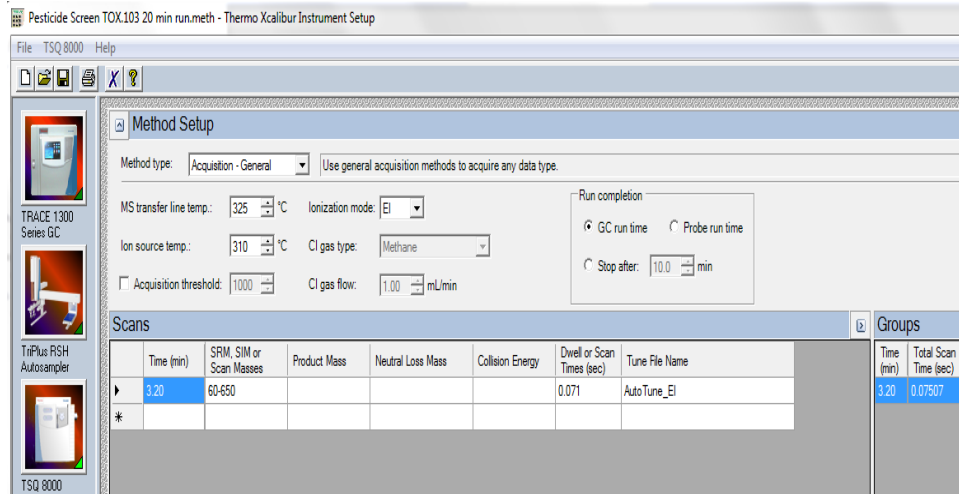 Pesticide Screen TOX.103 20 min run.meth - Thermo Xcalibur Instrument Setup
File TSQ 8000 Help
Method Setup
Method type: Acquisition - General Use general acquisition methods to acquire any data type.
MS transfer line temp.: 325 °C Ionization mode: EI
Ion source temp.: 310 °C CI gas type: Methane
Acquisition threshold: 1000 CI gas flow: 1.00 mL/min
Run completion
GC run time Probe run time
Stop after: 10.0 min
TRACE 1300
Series GC
TriPlus RSH
Autosampler
TSQ 8000
Scans
Time (min) SRM, SIM or Scan Masses Product Mass Neutral Loss Mass Collision Energy Dwell or Scan Times (sec) Tune File Name
3.20 60-650 0.071 AutoTune_EI
Groups
Time (min) Total Scan Time (sec)
3.20 0.07507